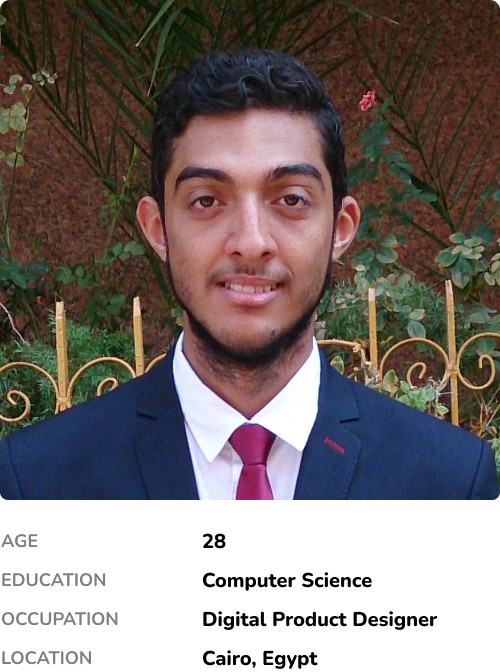 AGE 28
EDUCATION Computer Science
OCCUPATION Digital Product Designer
LOCATION Cairo, Egypt